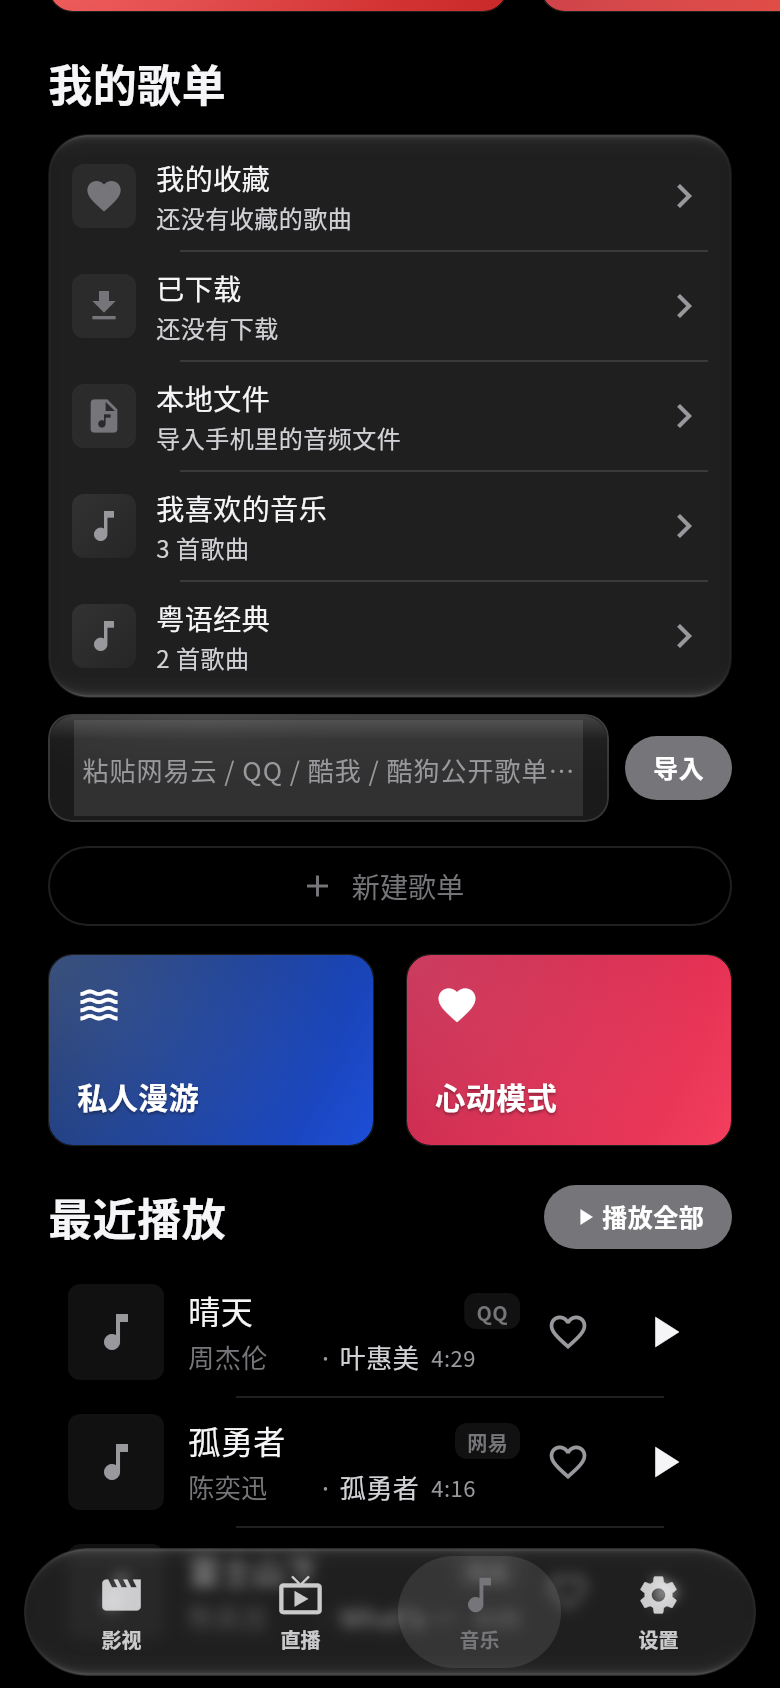 我的歌单
我的收藏
还没有收藏的歌曲
已下载
还没有下载
本地文件
导入手机里的音频文件
我喜欢的音乐
3 首歌曲
粤语经典
2 首歌曲
粘贴网易云 / QQ / 酷我 / 酷狗公开歌单…
导入
新建歌单
私人漫游
心动模式
最近播放
播放全部
晴天
QQ
周杰伦 · 叶惠美 4:29
孤勇者
网易
陈奕迅 · 孤勇者 4:16
影视
直播
音乐
设置